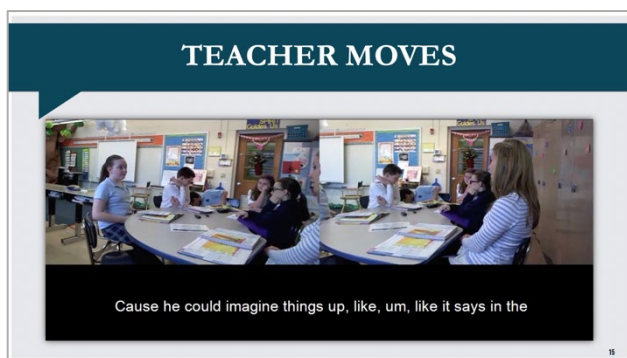 TEACHER MOVES
Cause he could imagine things up, like, um, like it says in the
15